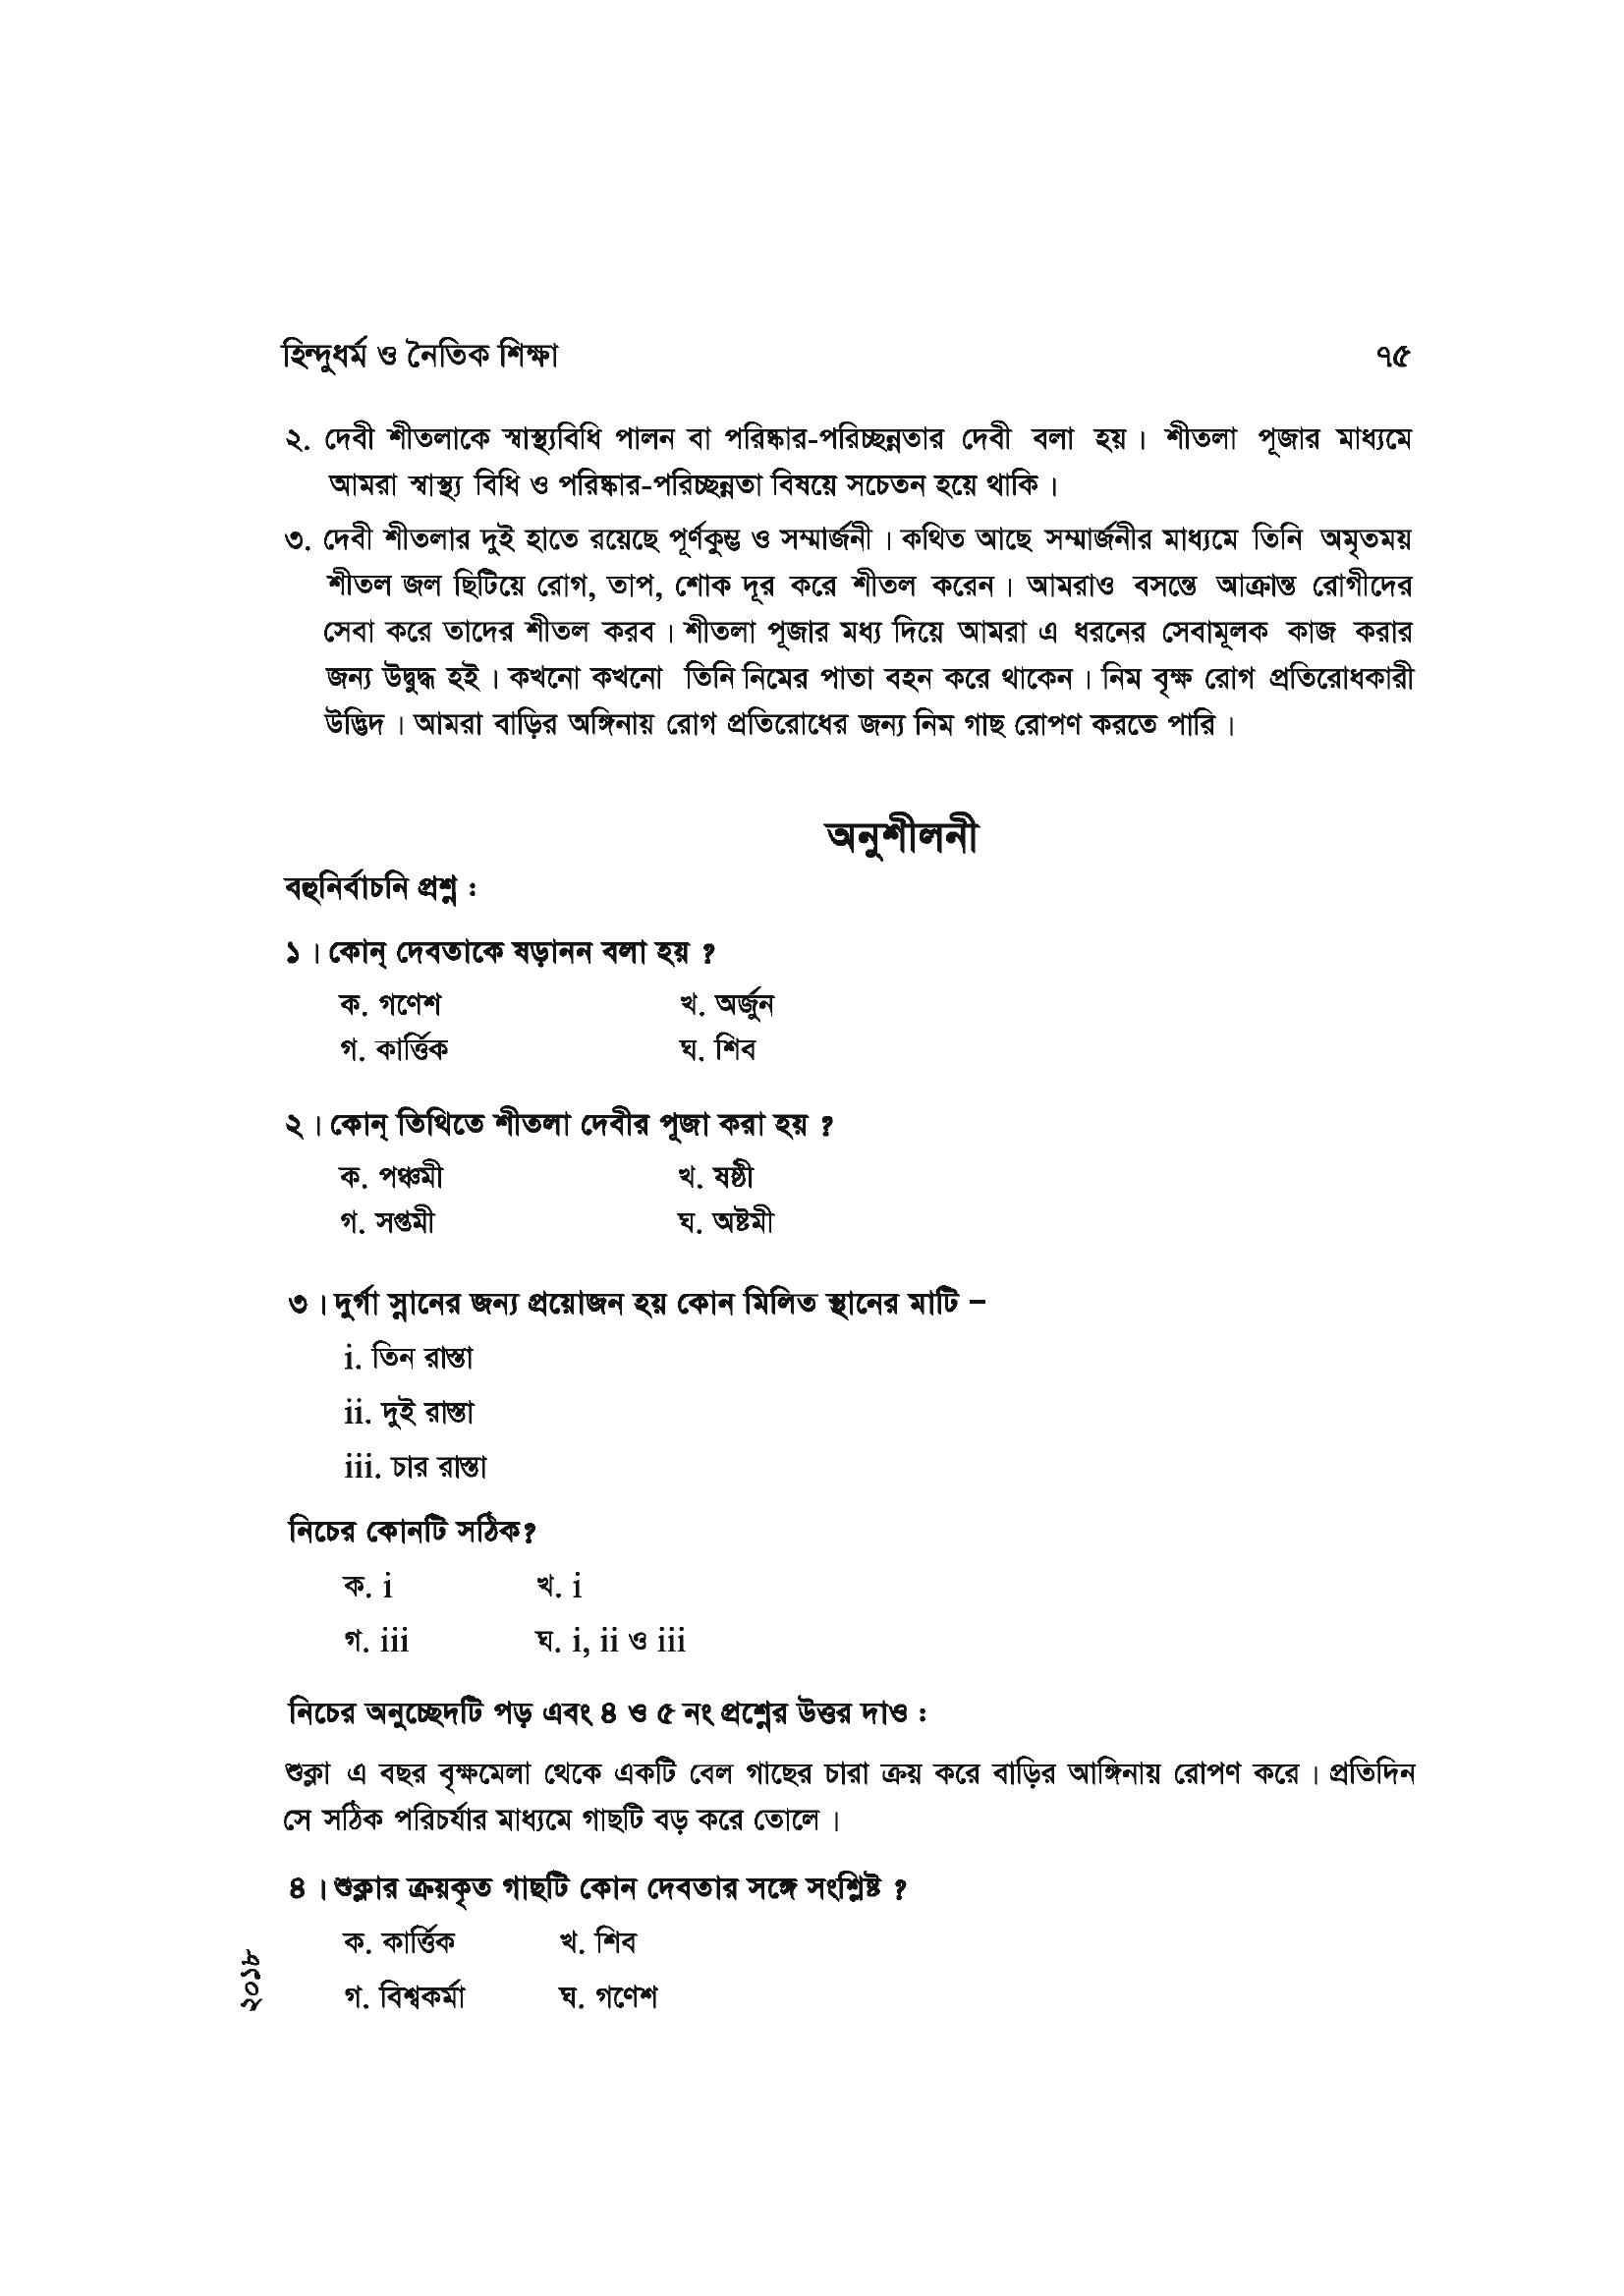 হিন্দুধর্ম ও নৈতিক শিক্ষা ৭৫
২. দেবী শীতলাকে স্বাস্থ্যবিধি পালন বা পরিষ্কার-পরিচ্ছন্নতার দেবী বলা হয়। শীতলা পূজার মাধ্যমে
আমরা স্বাস্থ্য বিধি ও পরিষ্কার-পরিচ্ছন্নতা বিষয়ে সচেতন হয়ে থাকি।
৩. দেবী শীতলার দুই হাতে রয়েছে পূর্ণকুম্ভ ও সম্মার্জনী। কথিত আছে সম্মার্জনীর মাধ্যমে তিনি অমৃতময়
শীতল জল ছিটিয়ে রোগ, তাপ, শোক দূর করে শীতল করেন। আমরাও বসন্তে আক্রান্ত রোগীদের
সেবা করে তাদের শীতল করব। শীতলা পূজার মধ্য দিয়ে আমরা এ ধরনের সেবামূলক কাজ করার
জন্য উদ্বুদ্ধ হই। কখনো কখনো তিনি নিমের পাতা বহন করে থাকেন। নিম বৃক্ষ রোগ প্রতিরোধকারী
উদ্ভিদ। আমরা বাড়ির অঙ্গিনায় রোগ প্রতিরোধের জন্য নিম গাছ রোপণ করতে পারি।
অনুশীলনী
বহুনির্বাচনি প্রশ্ন :
১। কোন্ দেবতাকে ষড়ানন বলা হয় ?
ক. গণেশ খ. অর্জুন
গ. কার্ত্তিক ঘ. শিব
২। কোন্ তিথিতে শীতলা দেবীর পূজা করা হয় ?
ক. পঞ্চমী খ. ষষ্ঠী
গ. সপ্তমী ঘ. অষ্টমী
৩। দুর্গা স্নানের জন্য প্রয়োজন হয় কোন মিলিত স্থানের মাটি –
i. তিন রাস্তা
ii. দুই রাস্তা
iii. চার রাস্তা
নিচের কোনটি সঠিক?
ক. i খ. i
গ. iii ঘ. i, ii ও iii
নিচের অনুচ্ছেদটি পড় এবং ৪ ও ৫ নং প্রশ্নের উত্তর দাও :
শুক্লা এ বছর বৃক্ষমেলা থেকে একটি বেল গাছের চারা ক্রয় করে বাড়ির আঙ্গিনায় রোপণ করে। প্রতিদিন
সে সঠিক পরিচর্যার মাধ্যমে গাছটি বড় করে তোলে।
৪। শুক্লার ক্রয়কৃত গাছটি কোন দেবতার সঙ্গে সংশ্লিষ্ট ?
ক. কার্ত্তিক খ. শিব
গ. বিশ্বকর্মা ঘ. গণেশ
২০১৮